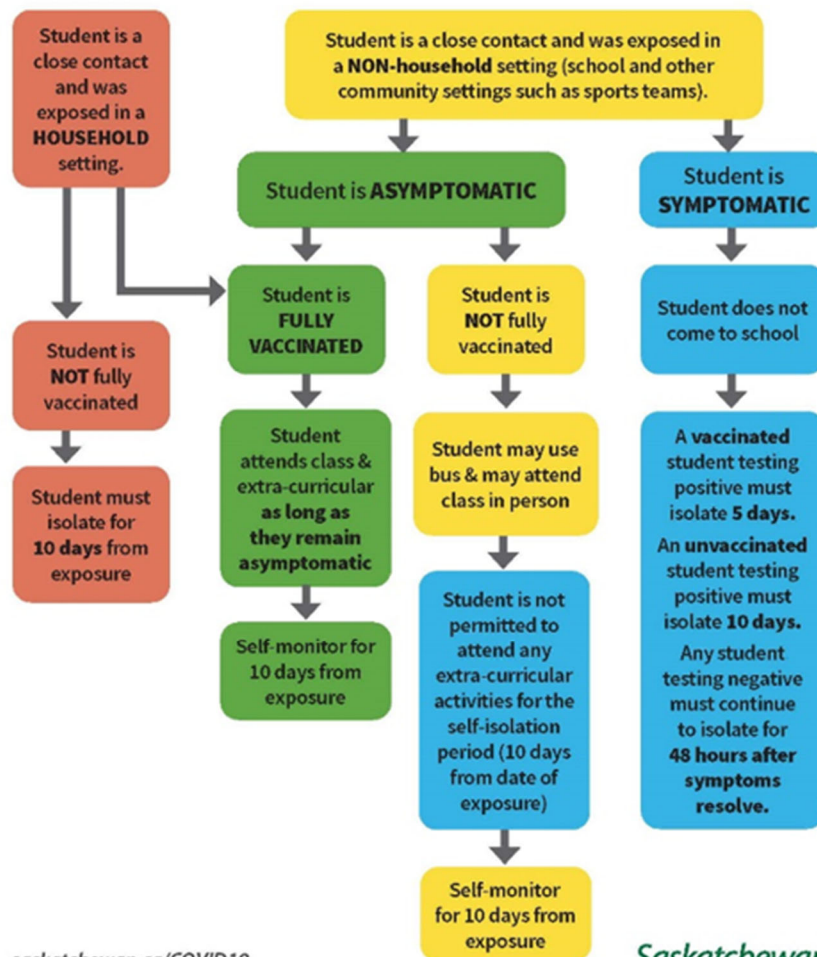 Student is a
close contact
and was
exposed in a
HOUSEHOLD
setting.
Student is a close contact and was exposed in
a NON-household setting (school and other
community settings such as sports teams).
Student is ASYMPTOMATIC
Student is
SYMPTOMATIC
Student is
NOT fully
vaccinated
Student must
isolate for
10 days from
exposure
Student is
FULLY
VACCINATED
Student
attends class &
extra-curricular
as long as
they remain
asymptomatic
Self-monitor for
10 days from
exposure
Student is
NOT fully
vaccinated
Student may use
bus & may attend
class in person
Student is not
permitted to
attend any
extra-curricular
activities for the
self-isolation
period (10 days
from date of
exposure)
Self-monitor
for 10 days from
exposure
Student does not
come to school
A vaccinated
student testing
positive must
isolate 5 days.
An unvaccinated
student testing
positive must
isolate 10 days.
Any student
testing negative
must continue
to isolate for
48 hours after
symptoms
resolve.
Saskatchewan